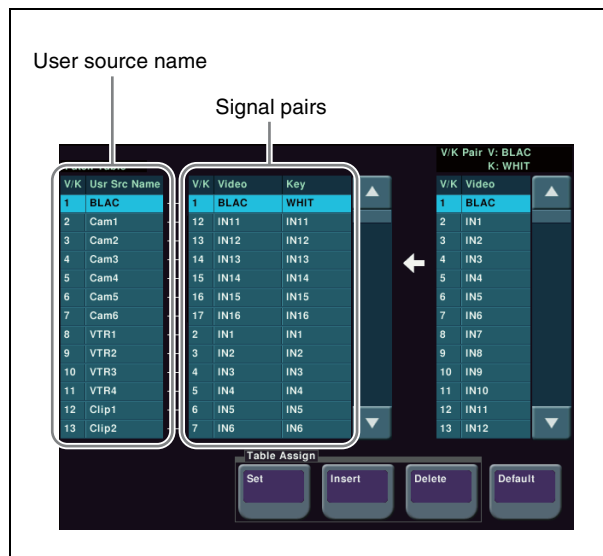 User source name
Signal pairs
V/K Pair V: BLAC
K: WHIT
Table
V/K Usr Src Name V/K Video Key V/K Video
1 BLAC 1 BLAC WHIT 1 BLAC
2 Cam1 12 IN11 IN11 2 IN1
3 Cam2 13 IN12 IN12 3 IN2
4 Cam3 14 IN13 IN13 4 IN3
5 Cam4 15 IN14 IN14 5 IN4
6 Cam5 16 IN15 IN15 6 IN5
7 Cam6 17 IN16 IN16 7 IN6
8 VTR1 2 IN1 IN1 8 IN7
9 VTR2 3 IN2 IN2 9 IN8
10 VTR3 4 IN3 IN3 10 IN9
11 VTR4 5 IN4 IN4 11 IN10
12 Clip1 6 IN5 IN5 12 IN11
13 Clip2 7 IN6 IN6 13 IN12
Table Assign
Set Insert Delete Default